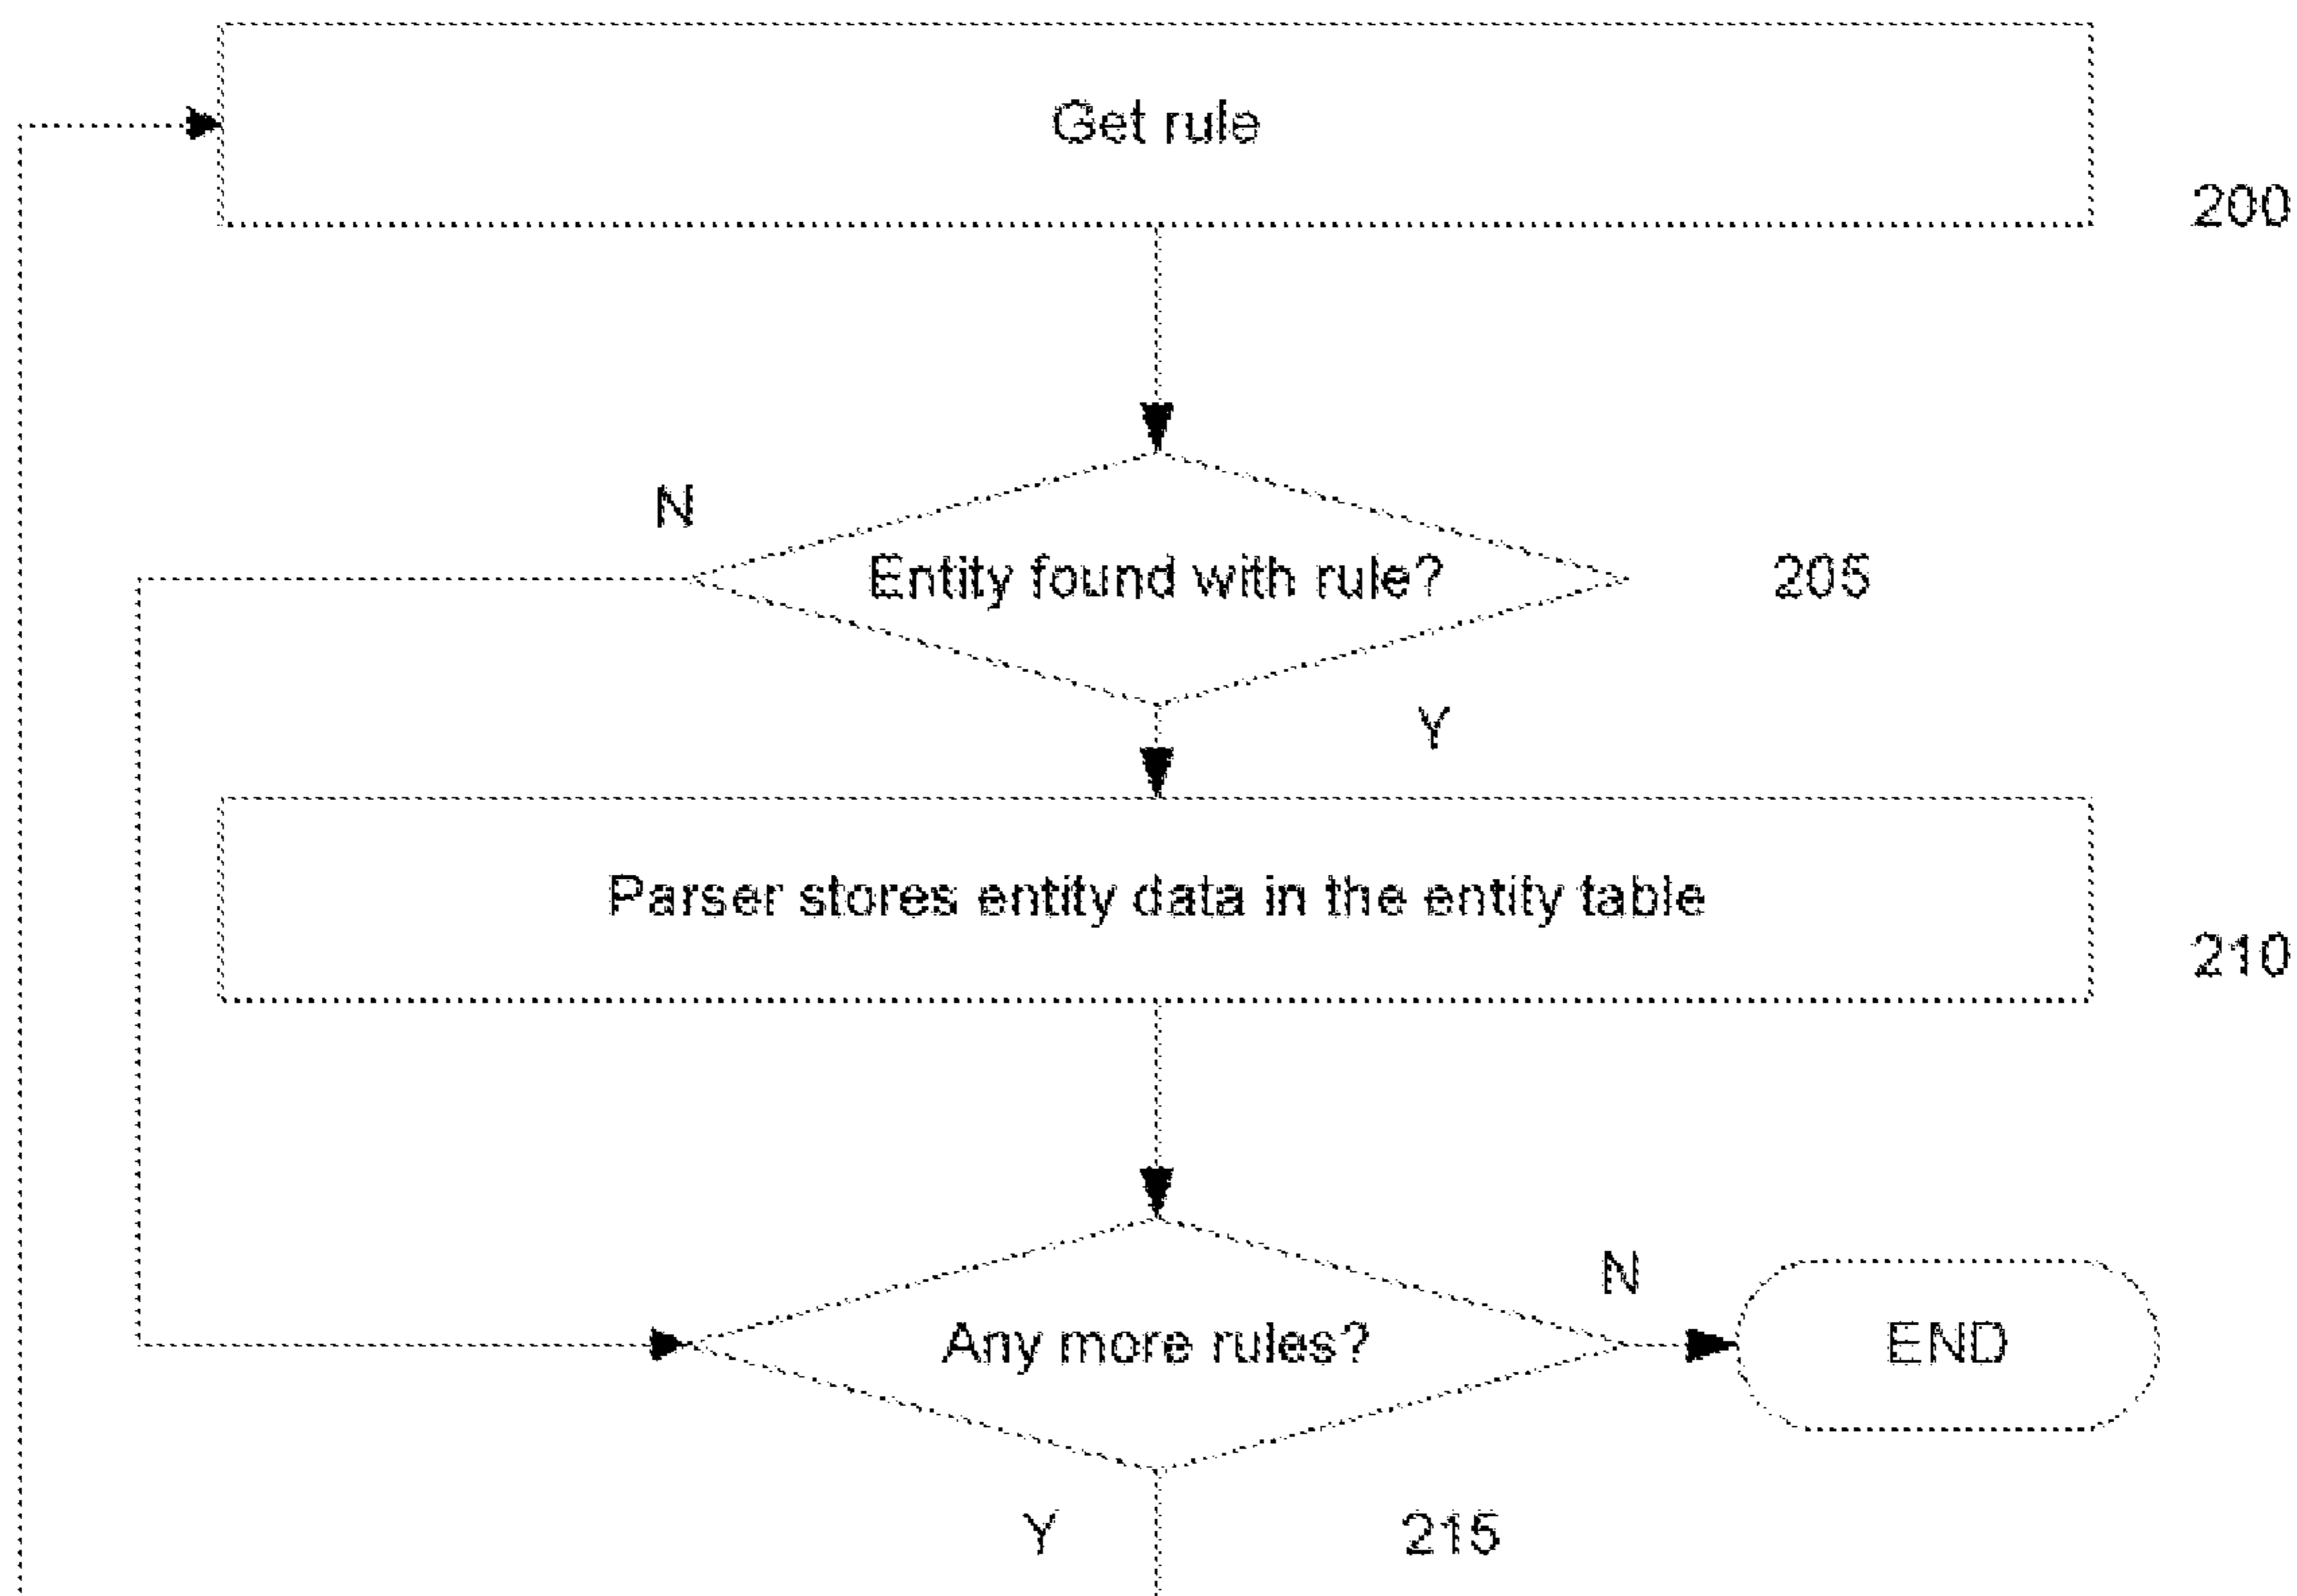 Get rule
200
N
Entity found with rule?
205
Y
Parser stores entity data in the entity table
210
N
Any more rules?
END
Y
215